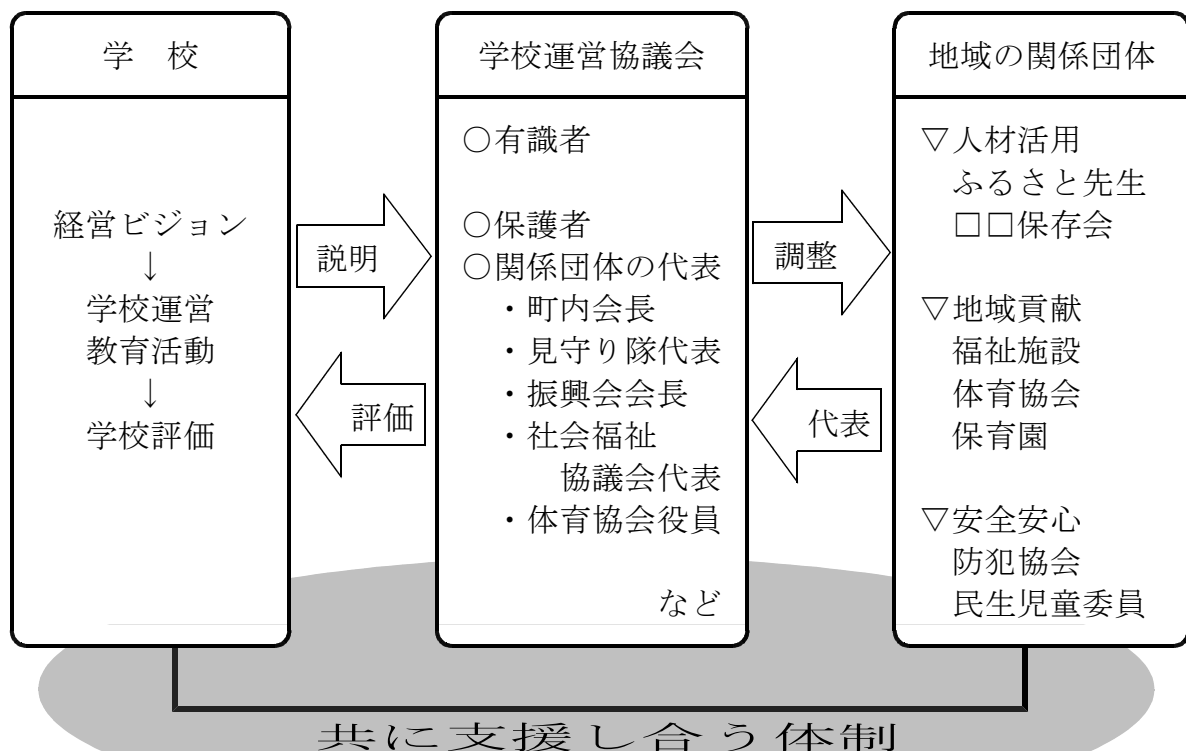 学　校
経営ビジョン
↓
学校運営
教育活動
↓
学校評価
説明
評価
学校運営協議会
○有識者
○保護者
○関係団体の代表
・町内会長
・見守り隊代表
・振興会会長
・社会福祉
協議会代表
・体育協会役員
など
調整
代表
地域の関係団体
▽人材活用
ふるさと先生
□□保存会
▽地域貢献
福祉施設
体育協会
保育園
▽安全安心
防犯協会
民生児童委員
共に支援し合う体制